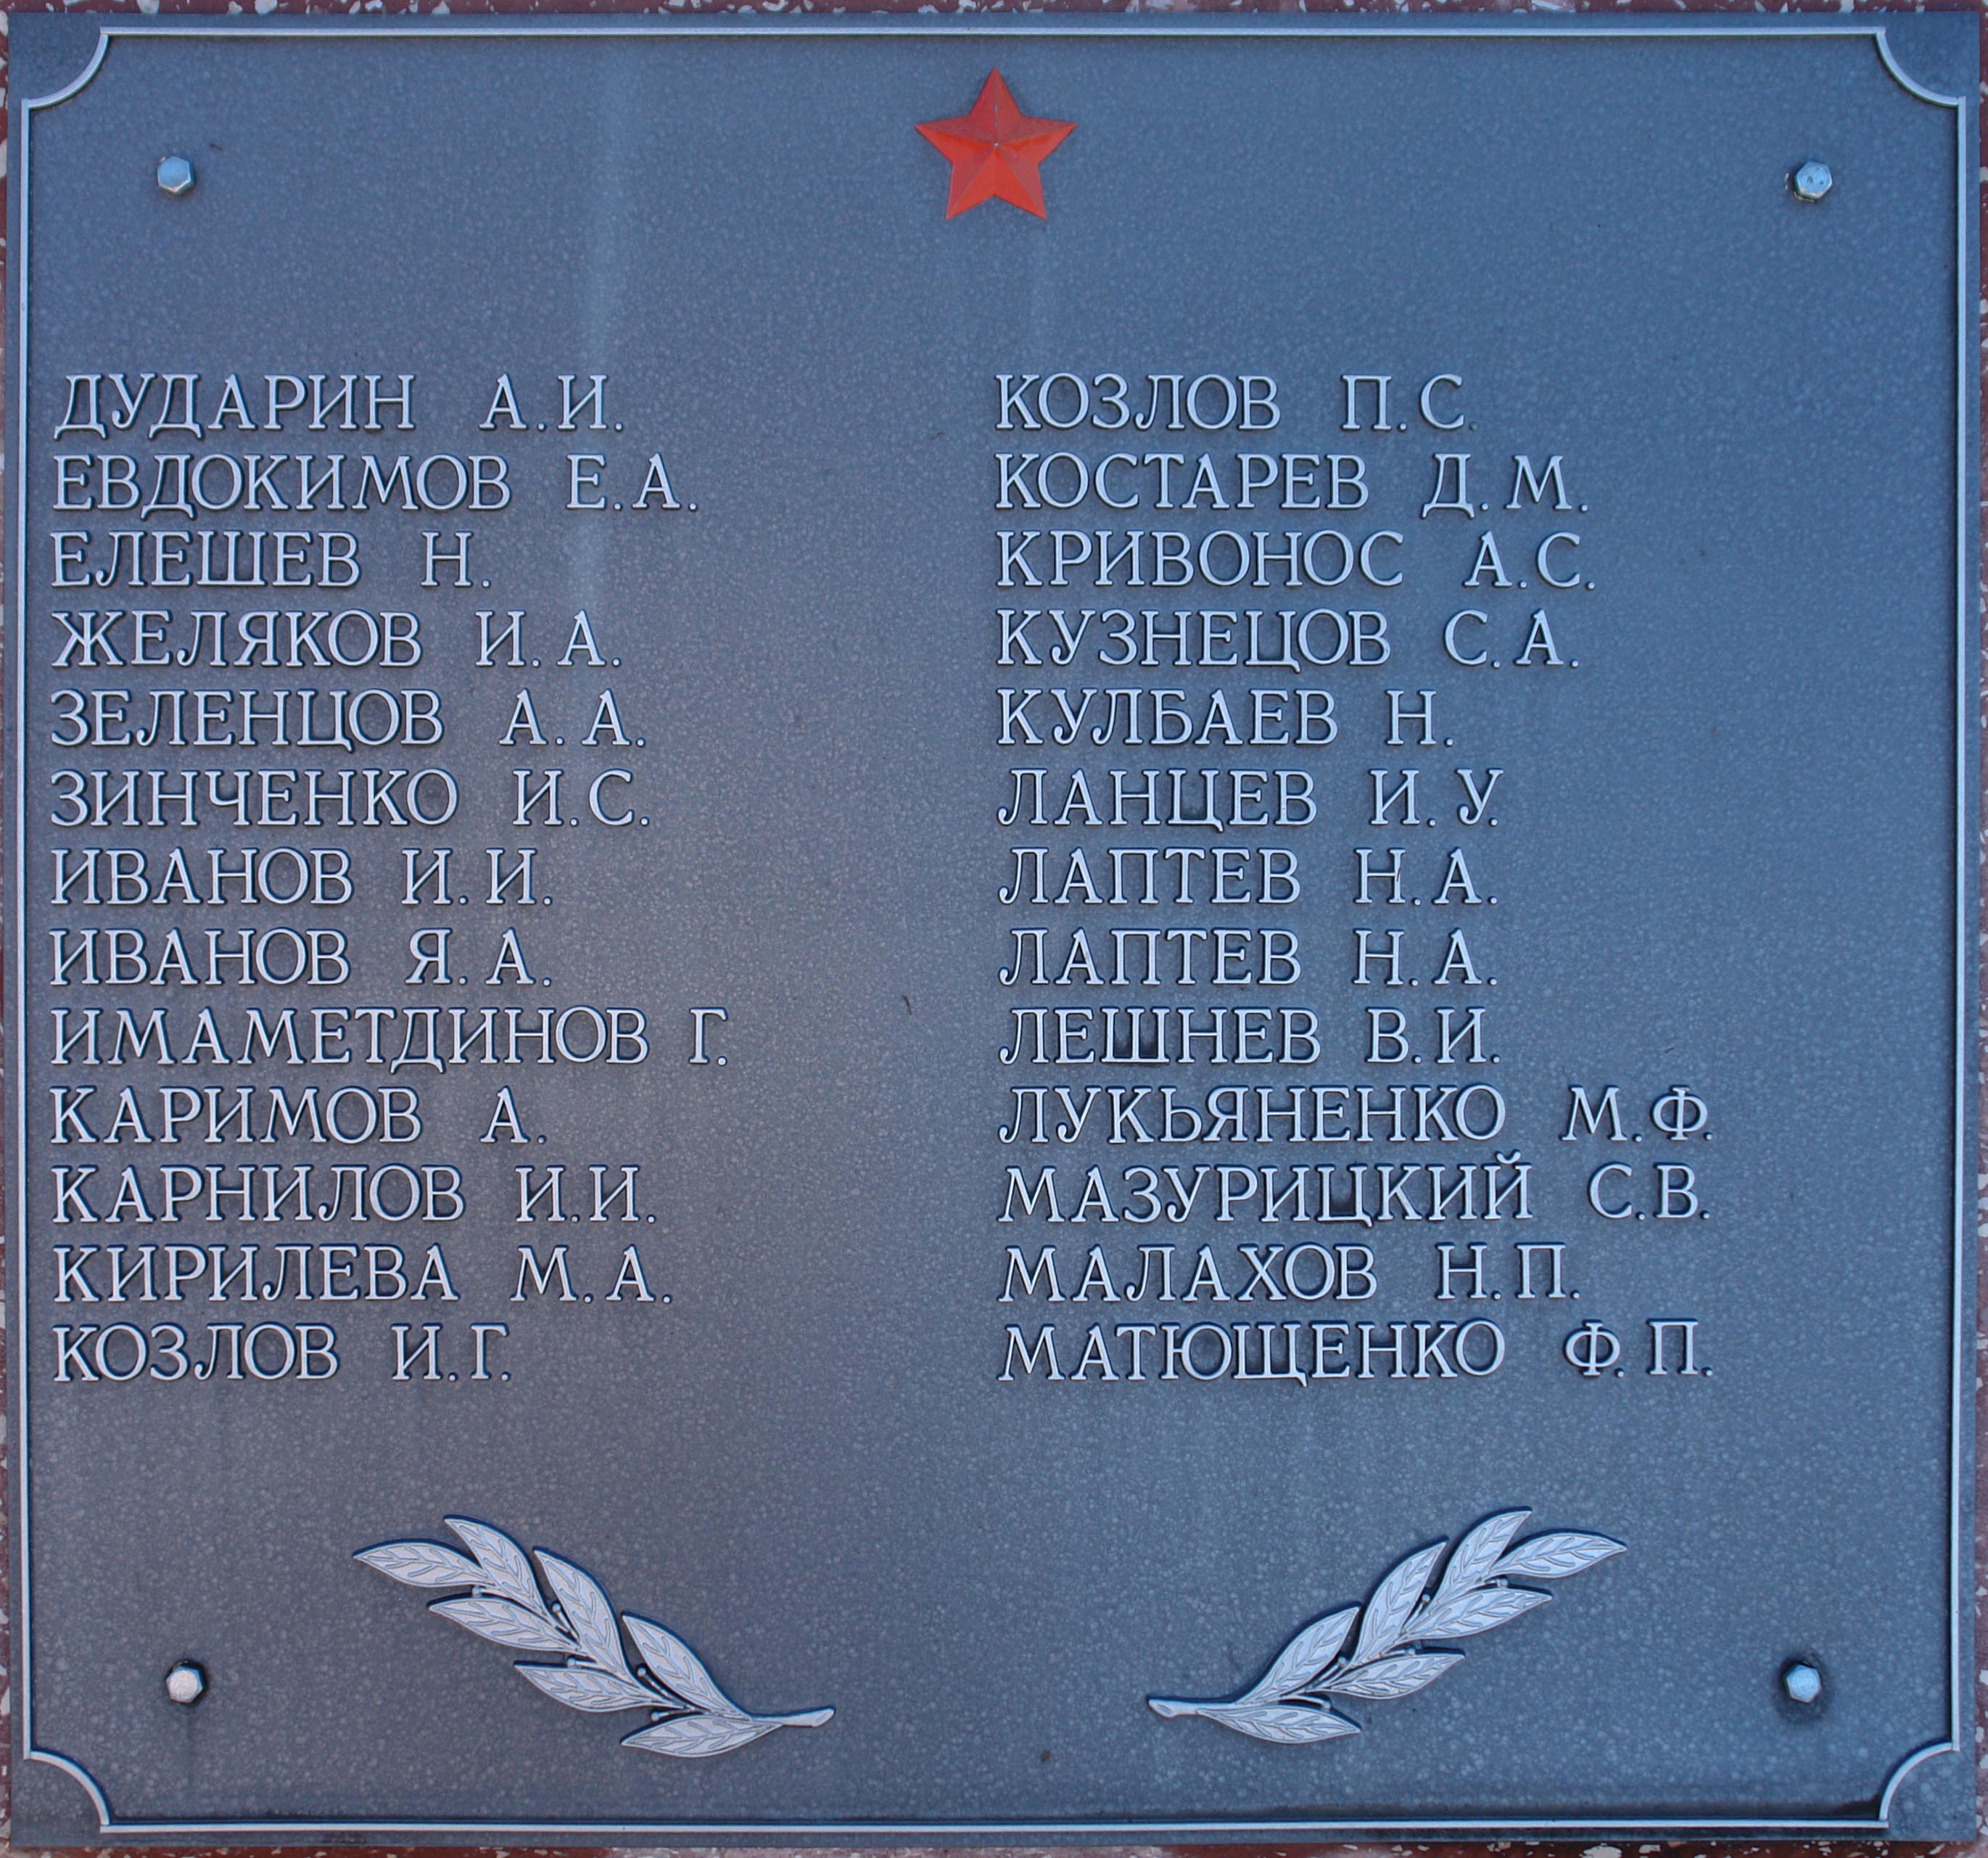 ДУДАРИН А.И.
ЕВДОКИМОВ Е.А.
ЕЛЕШЕВ Н.
ЖЕЛЯКОВ И.А.
ЗЕЛЕНЦОВ А.А.
ЗИНЧЕНКО И.С.
ИВАНОВ И.И.
ИВАНОВ Я.А.
ИМАМЕТДИНОВ Г.
КАРИМОВ А.
КАРНИЛОВ И.И.
КИРИЛЕВА М.А.
КОЗЛОВ И.Г.
КОЗЛОВ П.С.
КОСТАРЕВ Д.М.
КРИВОНОС А.С.
КУЗНЕЦОВ С.А.
КУЛБАЕВ Н.
ЛАНЦЕВ И.У.
ЛАПТЕВ Н.А.
ЛАПТЕВ Н.А.
ЛЕШНЕВ В.И.
ЛУКЬЯНЕНКО М.Ф.
МАЗУРИЦКИЙ С.В.
МАЛАХОВ Н.П.
МАТЮЩЕНКО Ф.П.